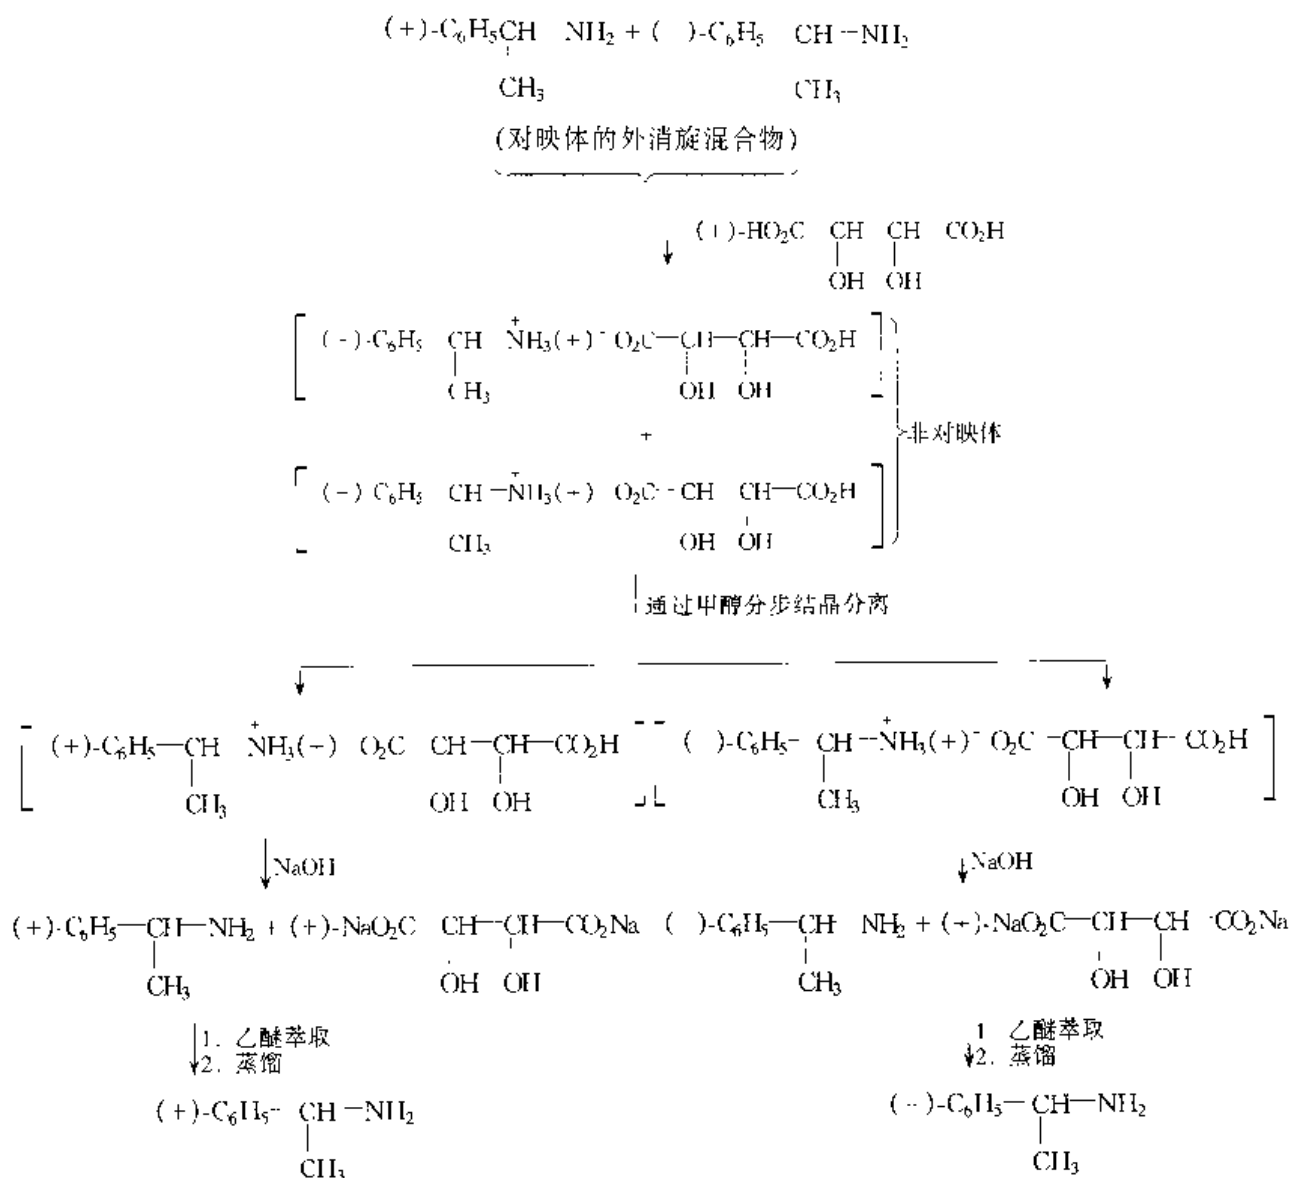 (+)-C₆H₅CH NH₂ + ( )-C₆H₅ CH—NH₂
CH₃ CH₃
(对映体的外消旋混合物)
(+)-HO₂C CH CH CO₂H
OH OH
(-)-C₆H₅ CH N⁺H₃(+)⁻O₂C—CH—CH—CO₂H
CH₃ OH OH
+
非对映体
(-) C₆H₅ CH—N⁺H₃(+) O₂C--CH CH—CO₂H
CH₃ OH OH
通过甲醇分步结晶分离
[(+)-C₆H₅—CH N⁺H₃(+) O₂C CH—CH—CO₂H] [( )-C₆H₅-CH-N⁺H₃(+)⁻O₂C—CH—CH-CO₂H]
CH₃ OH OH CH₃ OH OH
NaOH NaOH
(+)-C₆H₅—CH—NH₂ + (+)-NaO₂C CH—CH—CO₂Na ( )-C₆H₅—CH NH₂ + (+)-NaO₂C—CH—CH-CO₂Na
CH₃ OH OH CH₃ OH OH
1. 乙醚萃取 1 乙醚萃取
2. 蒸馏 2. 蒸馏
(+)-C₆H₅-CH—NH₂ (-)-C₆H₅—CH—NH₂
CH₃ CH₃